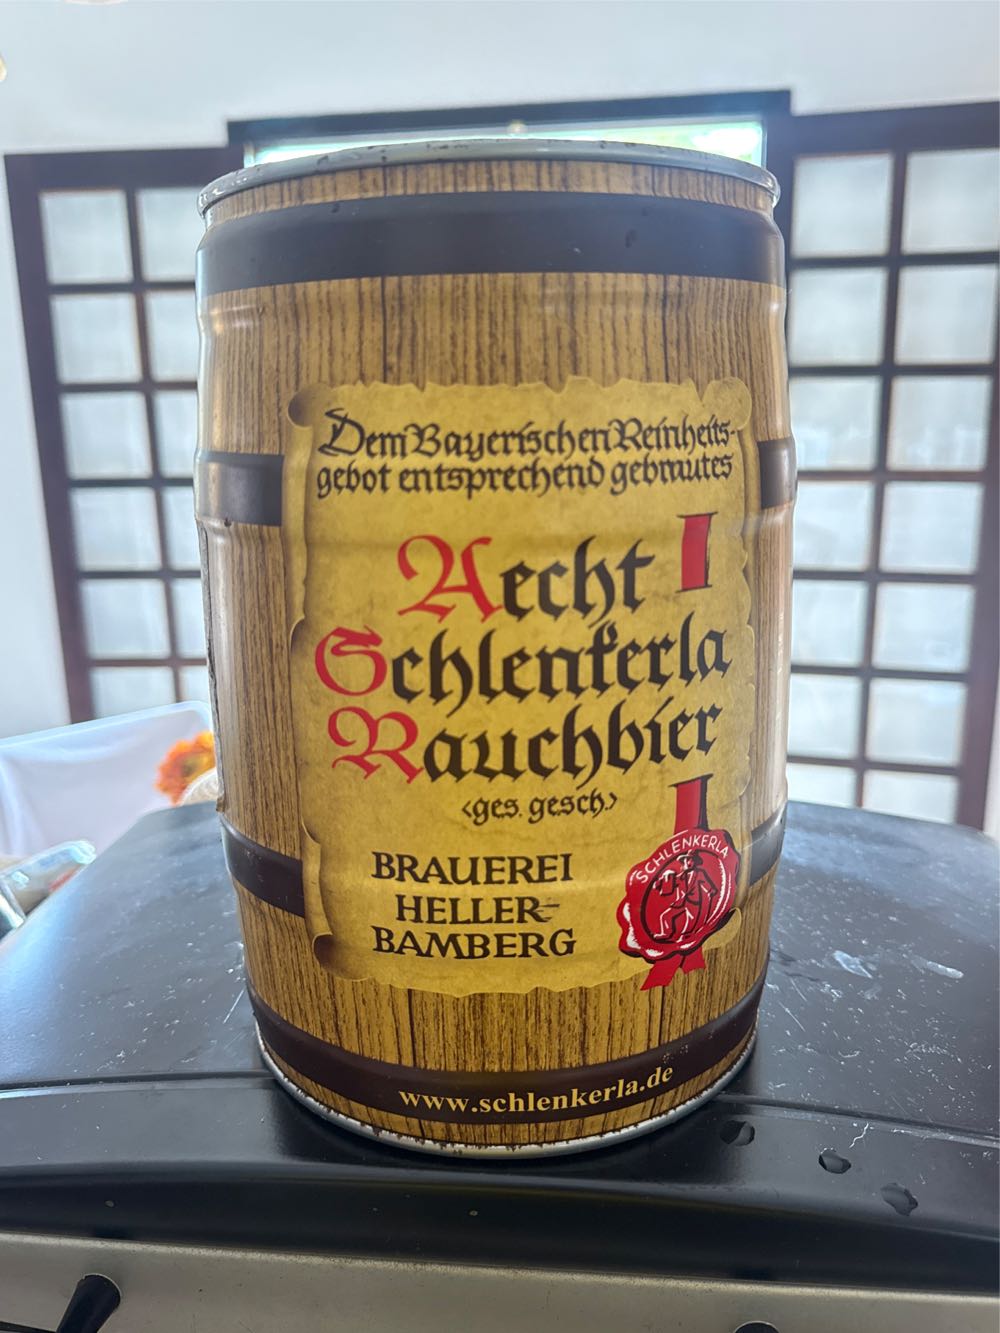 Dem Bayerischen Reinheits-
gebot entsprechend gebrautes
Aecht
Schlenkerla
Rauchbier
<ges. gesch.>
BRAUEREI
HELLER-
BAMBERG
SCHLENKERLA
www.schlenkerla.de